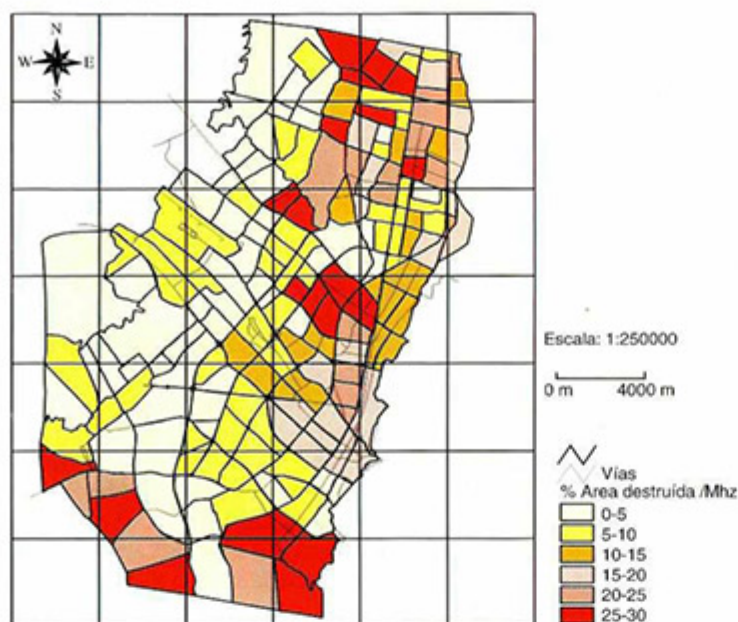 N
W E
S
Escala: 1:250000
0 m 4000 m
Vías
% Area destruída /Mhz
0-5
5-10
10-15
15-20
20-25
25-30